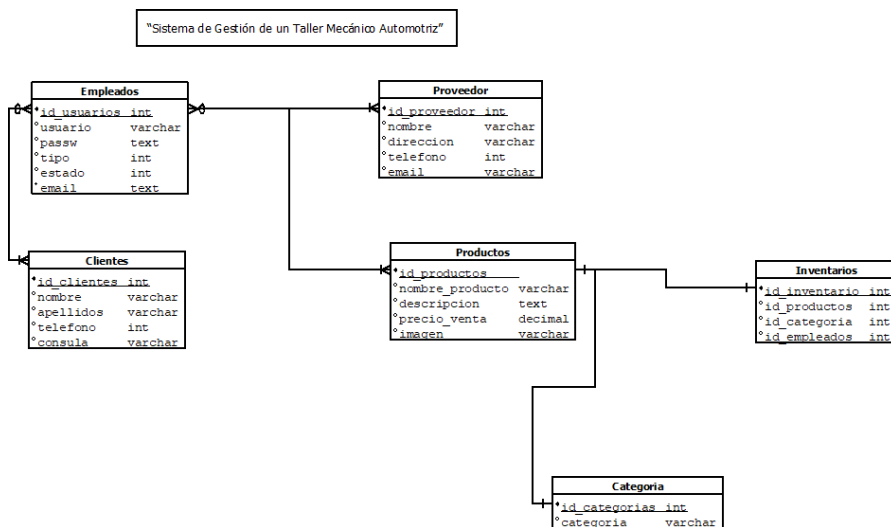 “Sistema de Gestión de un Taller Mecánico Automotriz”
Empleados
id_usuarios int
usuario varchar
passw text
tipo int
estado int
email text
Proveedor
id_proveedor int
nombre varchar
direccion varchar
telefono int
email varchar
Clientes
id_clientes int
nombre varchar
apellidos varchar
telefono int
consula varchar
Productos
id_productos
nombre_producto varchar
descripcion text
precio_venta decimal
imagen varchar
Inventarios
id_inventario int
id_productos int
id_categoria int
id_empleados int
Categoria
id_categorias int
categoria varchar